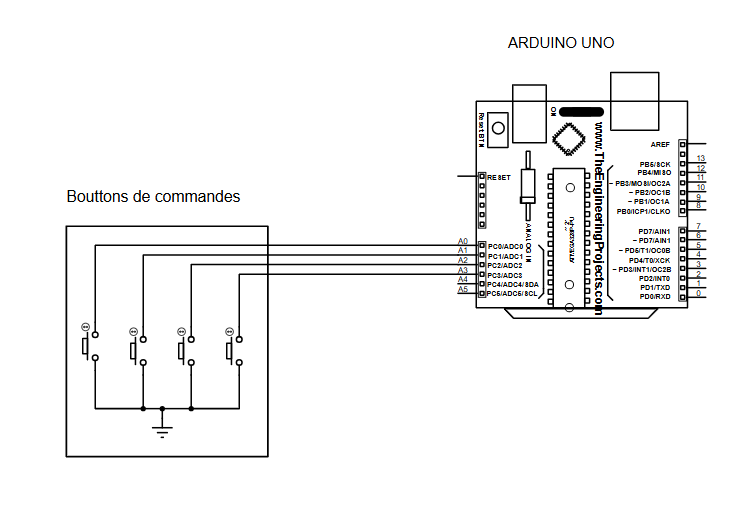 ARDUINO UNO
Reset BTN
ON
www.TheEngineeringProjects.com
RESET
ANALOG IN
AREF
PB5/SCK 13
PB4/MISO 12
~ PB3/MOSI/OC2A 11
~ PB2/OC1B 10
~ PB1/OC1A 9
PB0/ICP1/CLKO 8
Bouttons de commandes
A0 PC0/ADC0
A1 PC1/ADC1
A2 PC2/ADC2
A3 PC3/ADC3
A4 PC4/ADC4/SDA
A5 PC5/ADC5/SCL
PD7/AIN1 7
~ PD7/AIN1 6
~ PD5/T1/OC0B 5
PD4/T0/XCK 4
~ PD3/INT1/OC2B 3
PD2/INT0 2
PD1/TXD 1
PD0/RXD 0